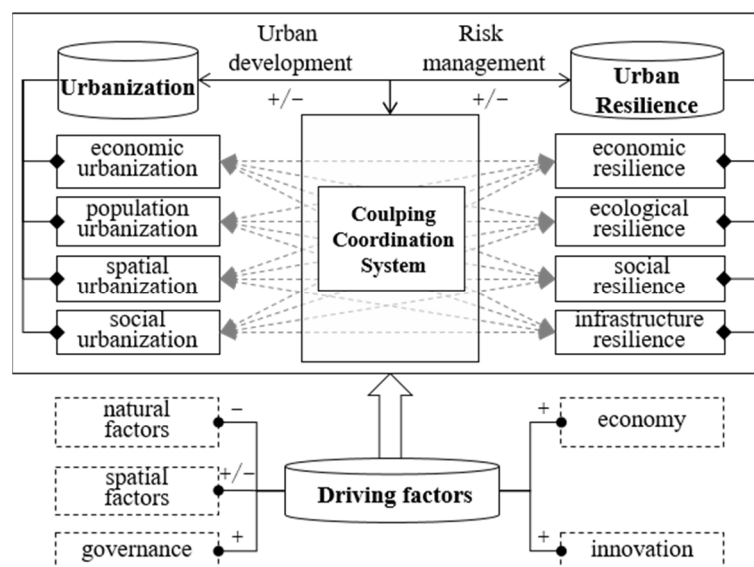 Urban
development
+/−
Risk
management
+/−
Urbanization
Urban
Resilience
economic
urbanization
population
urbanization
spatial
urbanization
social
urbanization
Coulping
Coordination
System
economic
resilience
ecological
resilience
social
resilience
infrastructure
resilience
natural
factors
−
spatial
factors
+/−
governance
+
Driving factors
+
economy
+
innovation